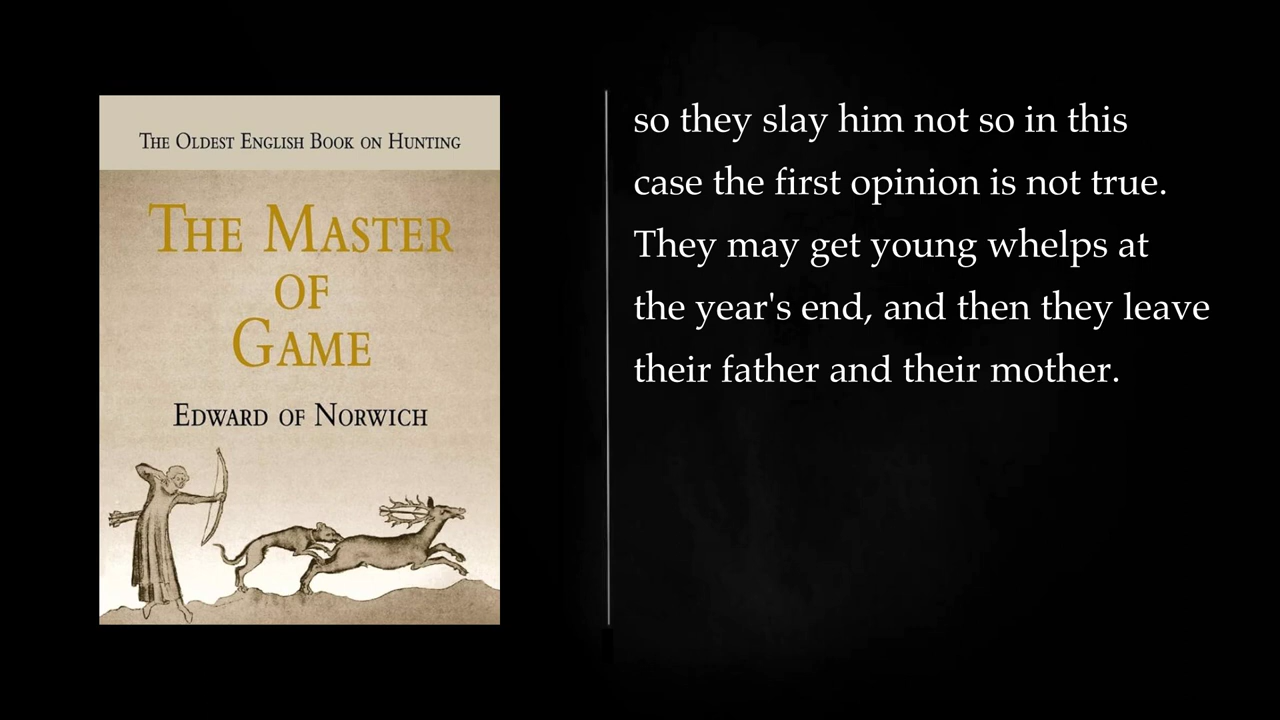 The Oldest English Book on Hunting
The Master
of
Game
Edward of Norwich
so they slay him not so in this
case the first opinion is not true.
They may get young whelps at
the year's end, and then they leave
their father and their mother.